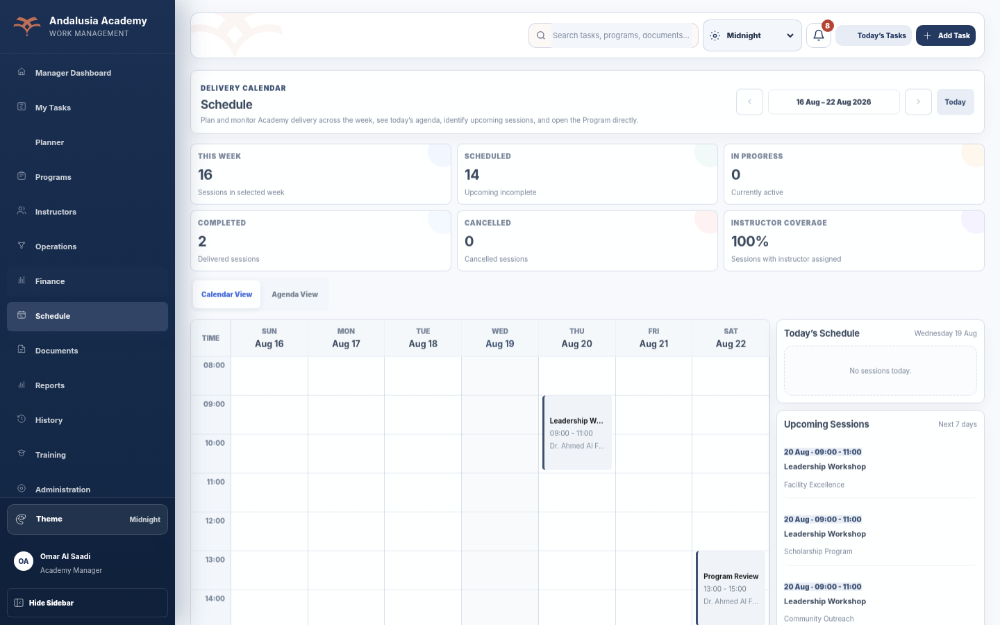 Andalusia Academy
WORK MANAGEMENT
Manager Dashboard
My Tasks
Planner
Programs
Instructors
Operations
Finance
Schedule
Documents
Reports
History
Training
Administration
Theme
Midnight
OA
Omar Al Saadi
Academy Manager
Hide Sidebar
Search tasks, programs, documents...
Midnight
8
Today's Tasks
Add Task
DELIVERY CALENDAR
Schedule
Plan and monitor Academy delivery across the week, see today's agenda, identify upcoming sessions, and open the Program directly.
16 Aug – 22 Aug 2026
Today
THIS WEEK
16
Sessions in selected week
SCHEDULED
14
Upcoming incomplete
IN PROGRESS
0
Currently active
COMPLETED
2
Delivered sessions
CANCELLED
0
Cancelled sessions
INSTRUCTOR COVERAGE
100%
Sessions with instructor assigned
Calendar View
Agenda View
TIME
SUN
Aug 16
MON
Aug 17
TUE
Aug 18
WED
Aug 19
THU
Aug 20
FRI
Aug 21
SAT
Aug 22
08:00
09:00
10:00
11:00
12:00
13:00
14:00
Leadership W...
09:00 - 11:00
Dr. Ahmed Al F...
Program Review
13:00 - 15:00
Dr. Ahmed Al F...
Today's Schedule
Wednesday 19 Aug
No sessions today.
Upcoming Sessions
Next 7 days
20 Aug · 09:00 - 11:00
Leadership Workshop
Facility Excellence
20 Aug · 09:00 - 11:00
Leadership Workshop
Scholarship Program
20 Aug · 09:00 - 11:00
Leadership Workshop
Community Outreach